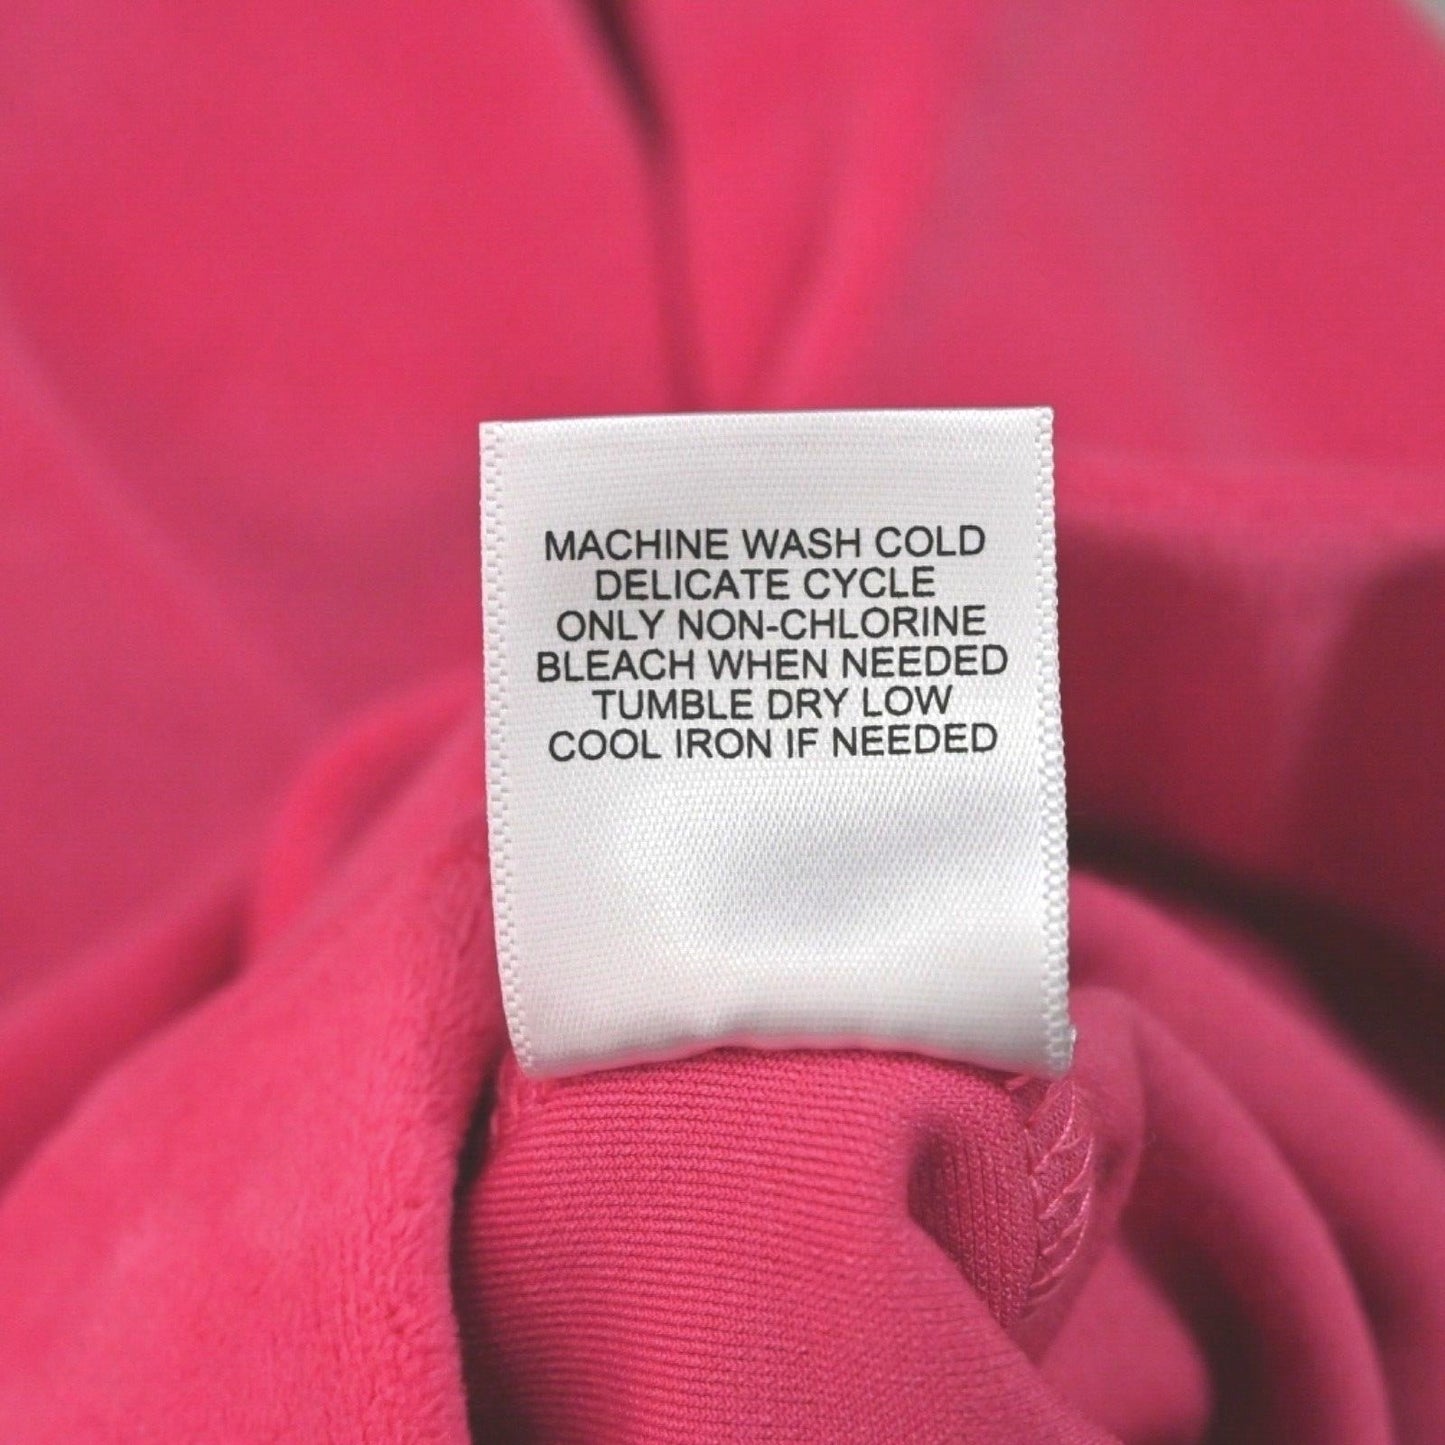 MACHINE WASH COLD
DELICATE CYCLE
ONLY NON-CHLORINE
BLEACH WHEN NEEDED
TUMBLE DRY LOW
COOL IRON IF NEEDED